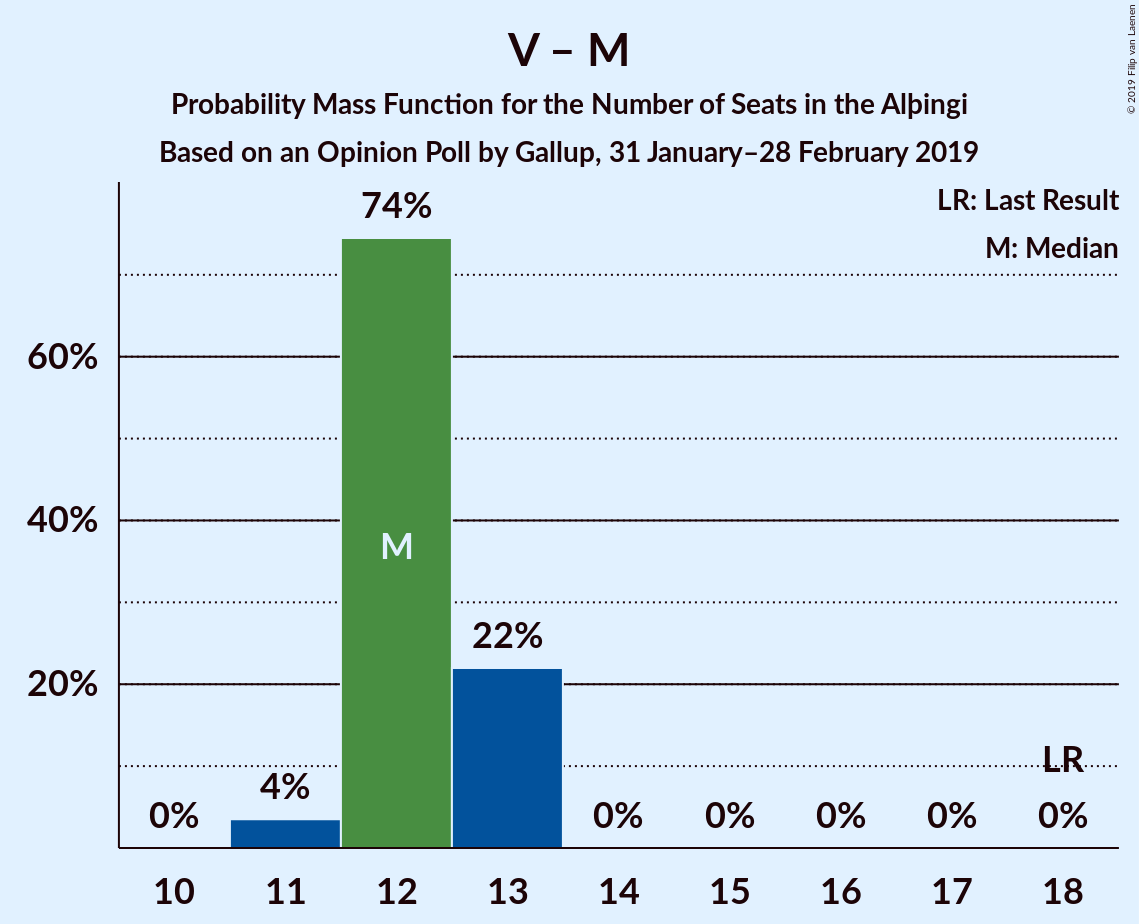 V – M
Probability Mass Function for the Number of Seats in the Alþingi
Based on an Opinion Poll by Gallup, 31 January–28 February 2019
© 2019 Filip van Laenen
LR: Last Result
M: Median
74%
60%
40%
M
22%
20%
LR
4%
0% 0% 0% 0% 0% 0%
10 11 12 13 14 15 16 17 18